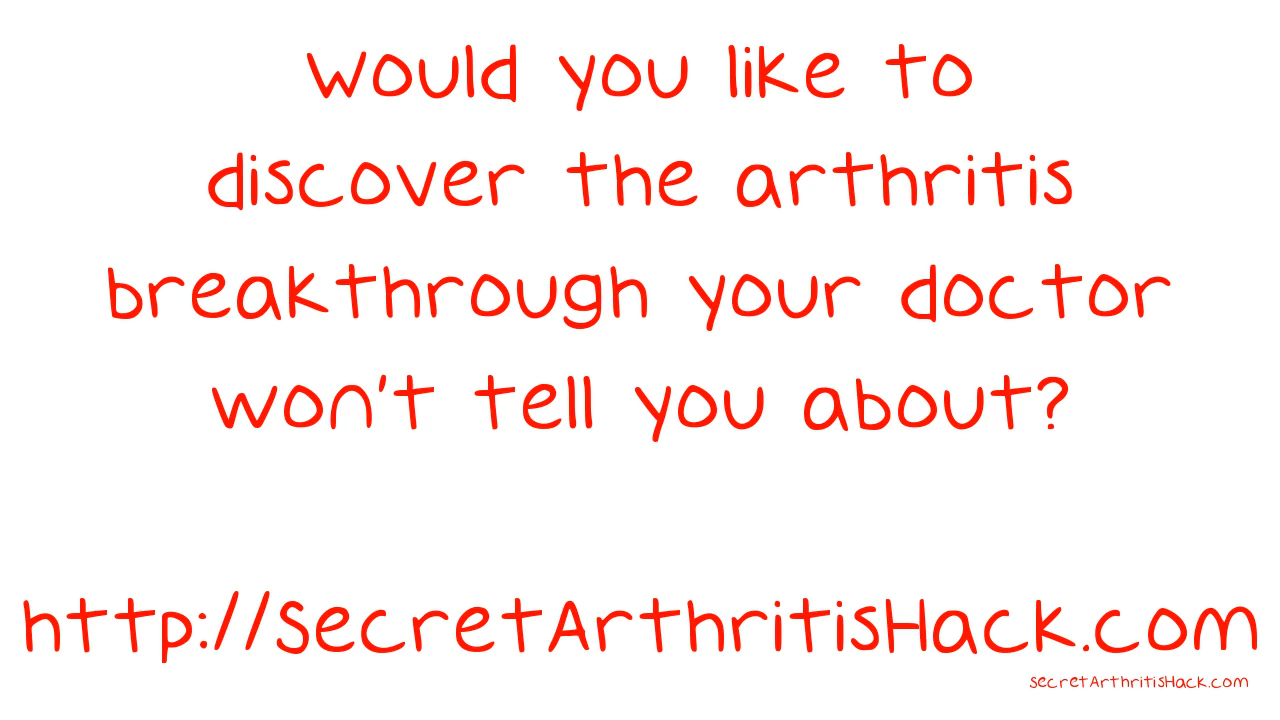 Would you like to
discover the arthritis
breakthrough your doctor
won't tell you about?
http://SecretArthritisHack.com
SecretArthritisHack.com